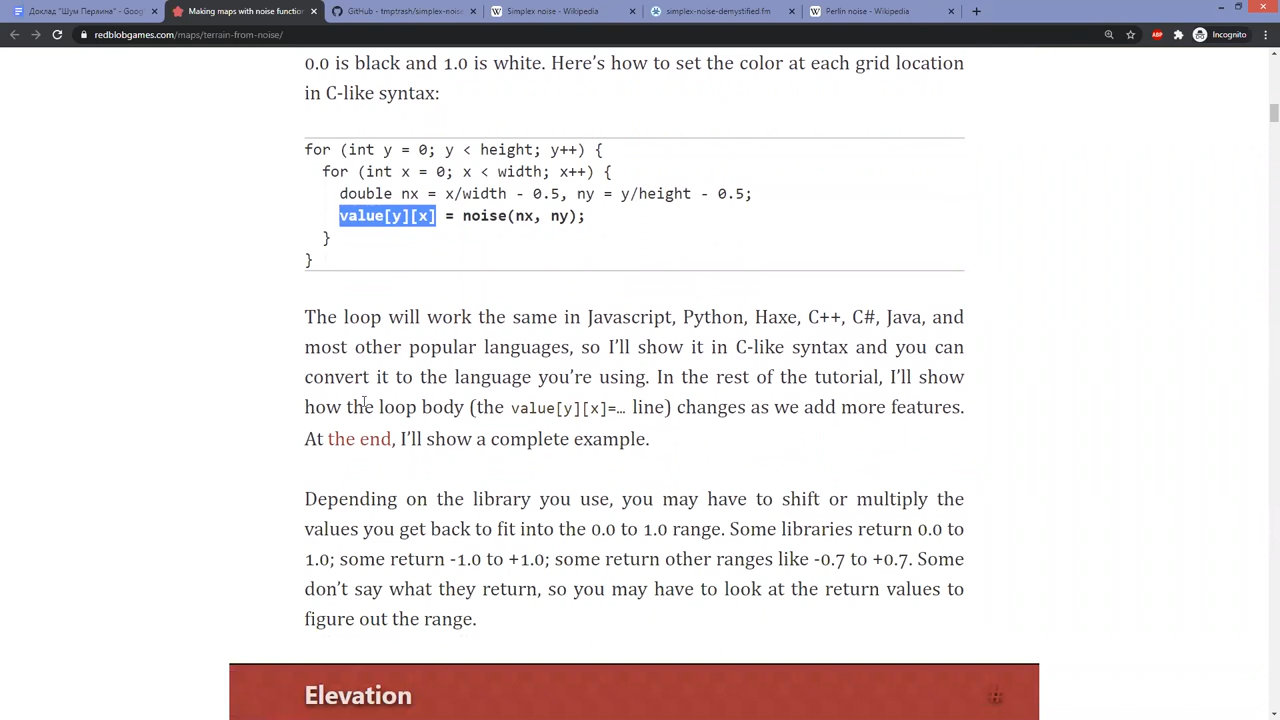 Доклад "Шум Перлина" - Goog
Making maps with noise functio
GitHub - tmptrash/simplex-nois
Simplex noise - Wikipedia
simplex-noise-demystified.fm
Perlin noise - Wikipedia
redblobgames.com/maps/terrain-from-noise/
ABP
Incognito
0.0 is black and 1.0 is white. Here’s how to set the color at each grid location
in C-like syntax:
for (int y = 0; y < height; y++) {
for (int x = 0; x < width; x++) {
double nx = x/width - 0.5, ny = y/height - 0.5;
value[y][x] = noise(nx, ny);
}
}
The loop will work the same in Javascript, Python, Haxe, C++, C#, Java, and
most other popular languages, so I’ll show it in C-like syntax and you can
convert it to the language you’re using. In the rest of the tutorial, I’ll show
how the loop body (the value[y][x]=… line) changes as we add more features.
At the end, I’ll show a complete example.
Depending on the library you use, you may have to shift or multiply the
values you get back to fit into the 0.0 to 1.0 range. Some libraries return 0.0 to
1.0; some return -1.0 to +1.0; some return other ranges like -0.7 to +0.7. Some
don’t say what they return, so you may have to look at the return values to
figure out the range.
Elevation
#